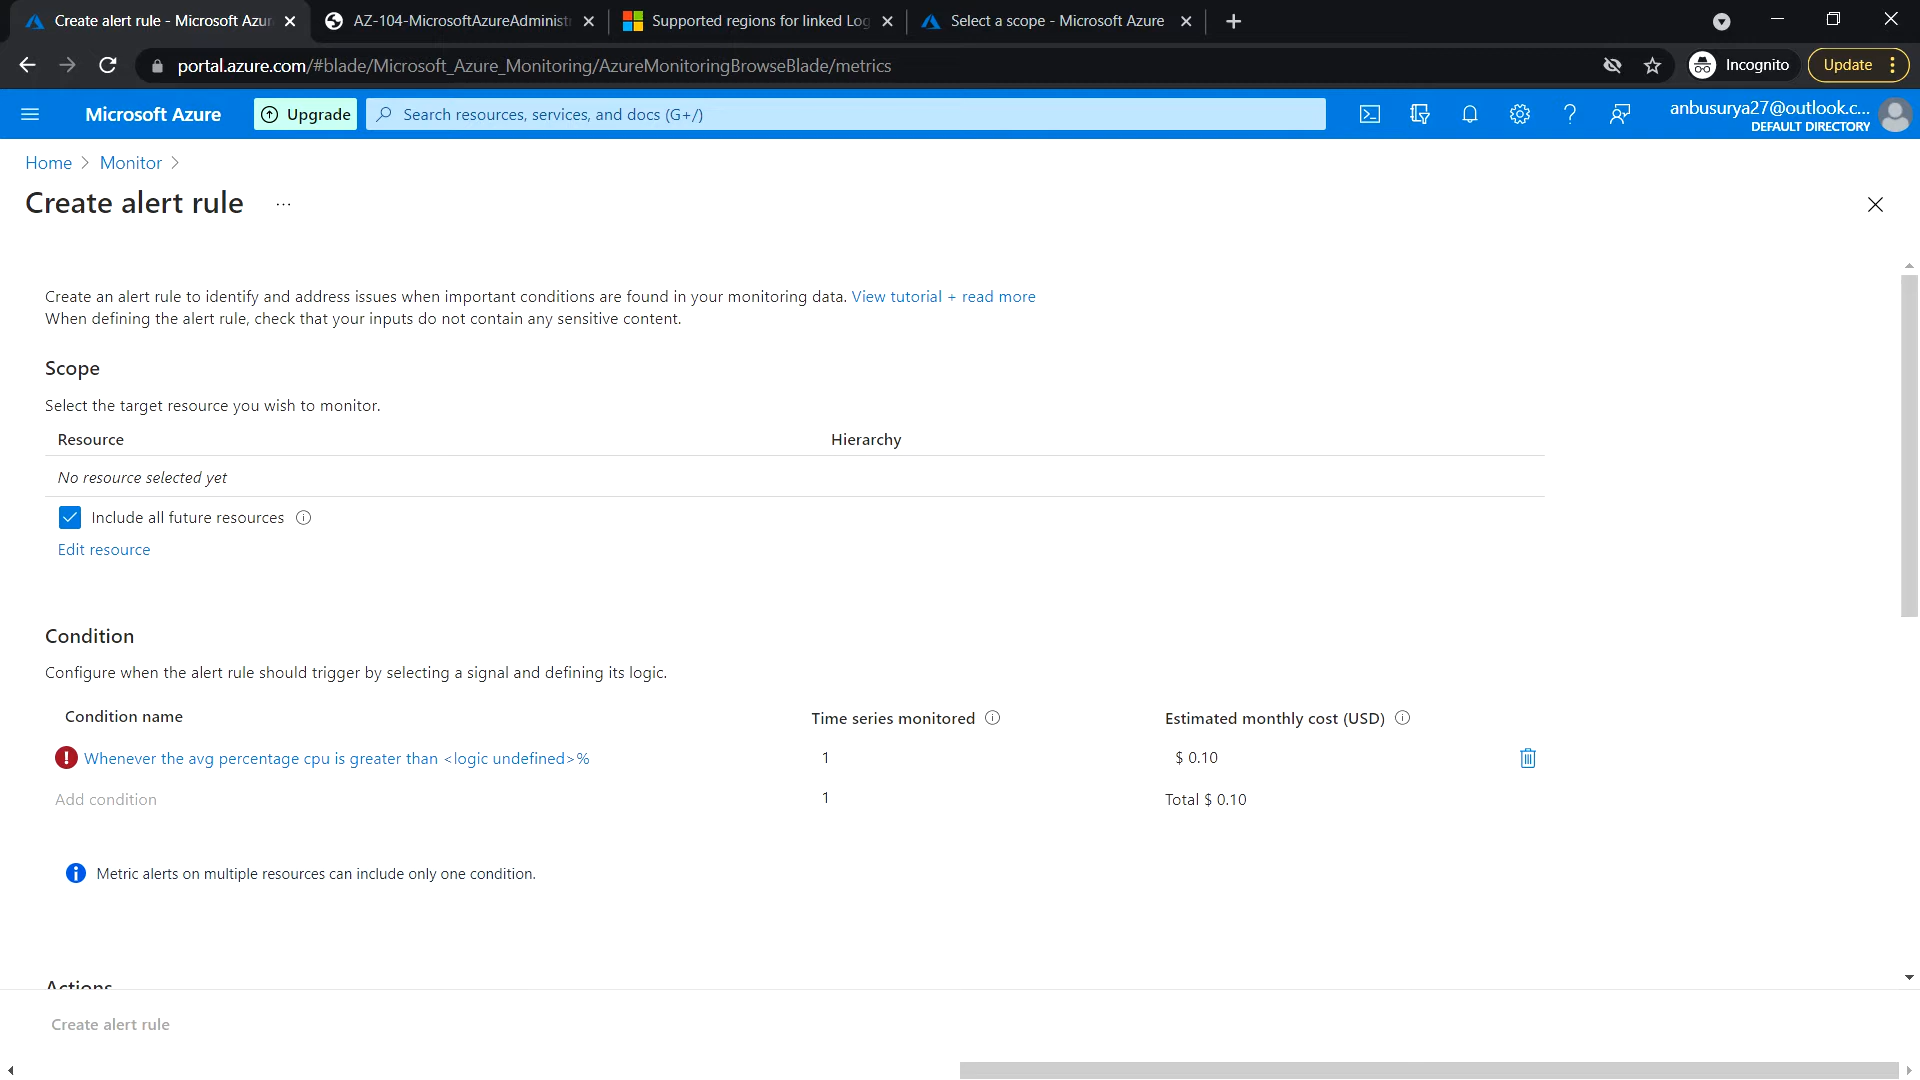 Create alert rule - Microsoft Azur
AZ-104-MicrosoftAzureAdminist
Supported regions for linked Log
Select a scope - Microsoft Azure
portal.azure.com/#blade/Microsoft_Azure_Monitoring/AzureMonitoringBrowseBlade/metrics
Incognito
Update
Microsoft Azure
Upgrade
Search resources, services, and docs (G+/)
anbusurya27@outlook.c...
DEFAULT DIRECTORY
Home > Monitor >
Create alert rule ...
Create an alert rule to identify and address issues when important conditions are found in your monitoring data. View tutorial + read more
When defining the alert rule, check that your inputs do not contain any sensitive content.
Scope
Select the target resource you wish to monitor.
Resource Hierarchy
No resource selected yet
Include all future resources
Edit resource
Condition
Configure when the alert rule should trigger by selecting a signal and defining its logic.
Condition name Time series monitored Estimated monthly cost (USD)
Whenever the avg percentage cpu is greater than <logic undefined>% 1 $ 0.10
Add condition 1 Total $ 0.10
Metric alerts on multiple resources can include only one condition.
Actions
Create alert rule